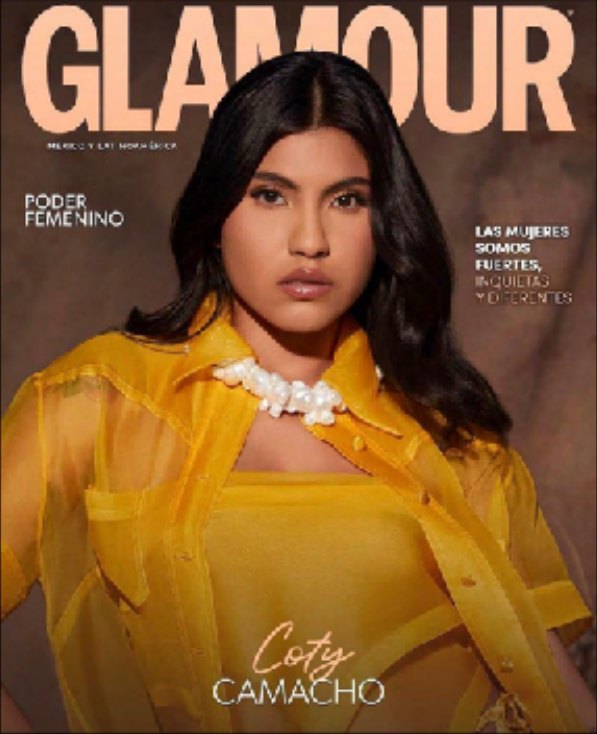 GLAMOUR
MÉXICO Y LATINOAMÉRICA
PODER
FEMENINO
LAS MUJERES
SOMOS
FUERTES,
INQUIETAS
Y DIFERENTES
Coty
CAMACHO